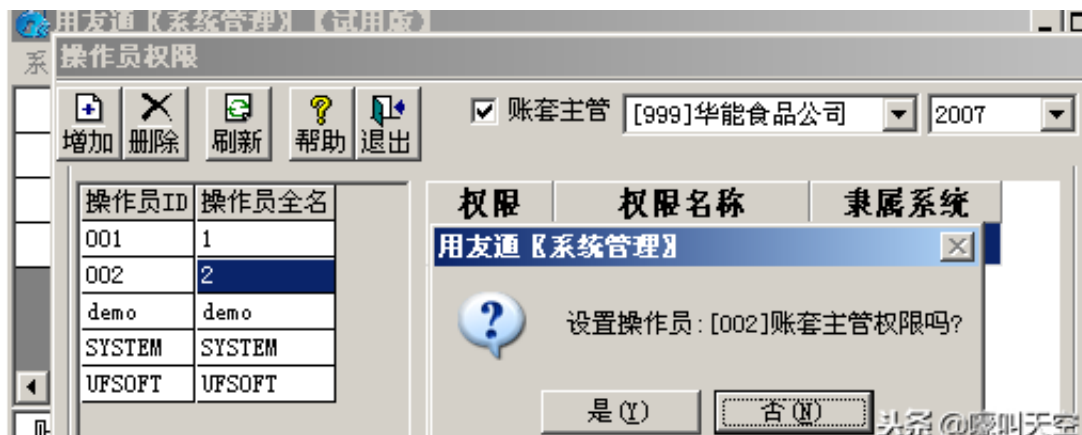 用友通〖系统管理〗【试用版】
系
操作员权限
增加 删除 刷新 帮助 退出
账套主管 [999]华能食品公司 2007
操作员ID 操作员全名
权限 权限名称 隶属系统
001 1
002 2
demo demo
SYSTEM SYSTEM
UFSOFT UFSOFT
用友通〖系统管理〗
设置操作员:[002]账套主管权限吗?
是(Y) 否(N)
头条 @嚎叫天空